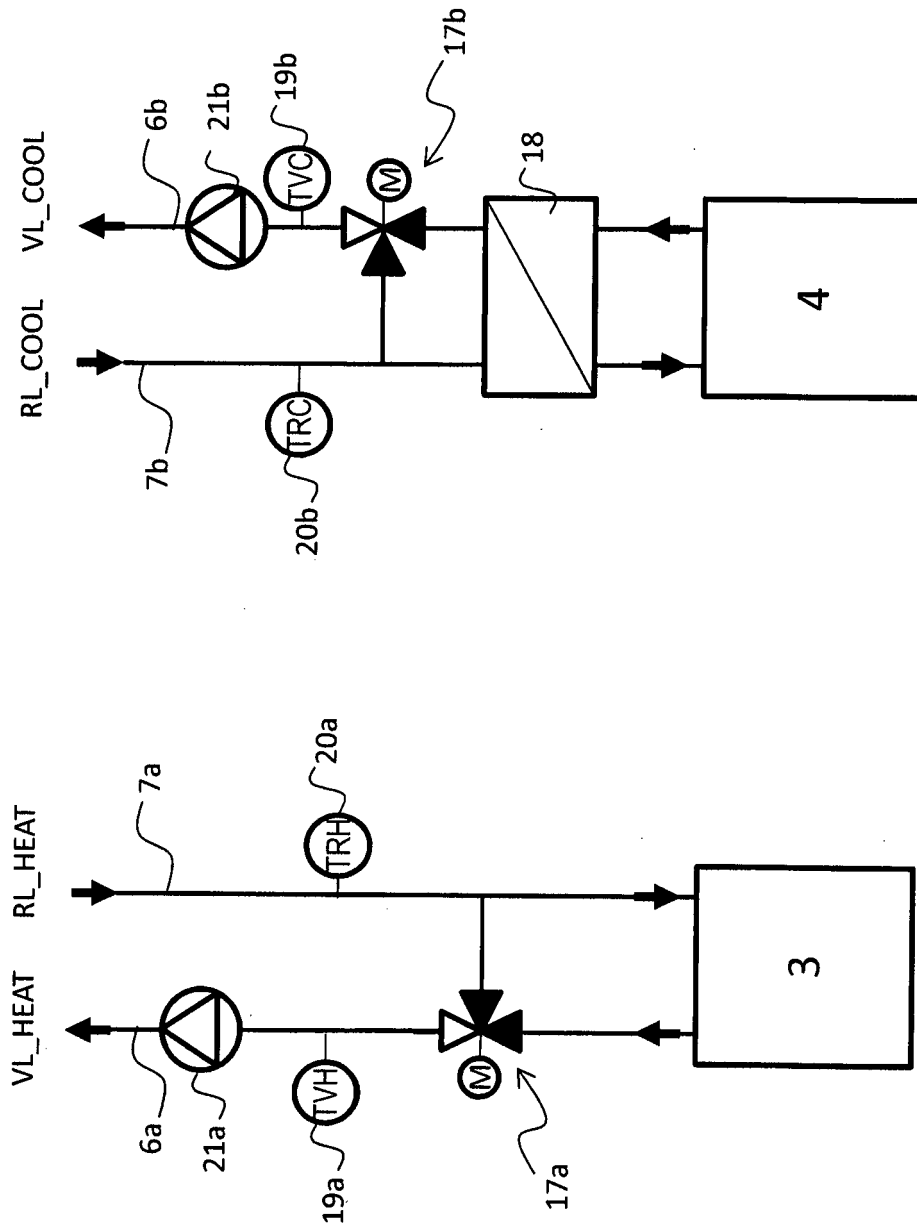 VL_HEAT
RL_HEAT
6a
7a
21a
TVH
19a
TRH
20a
M
17a
3
RL_COOL
VL_COOL
7b
6b
21b
TVC
19b
TRC
20b
M
17b
18
4